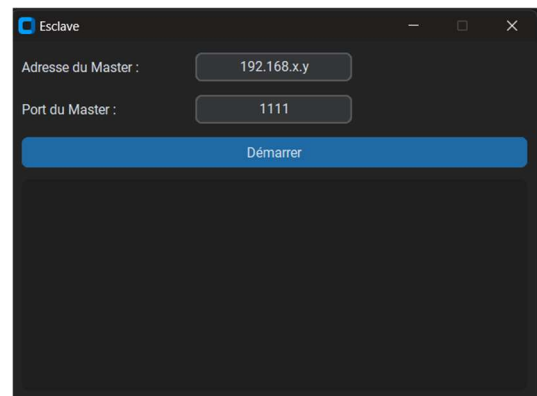 Esclave
Adresse du Master : 192.168.x.y
Port du Master : 1111
Démarrer